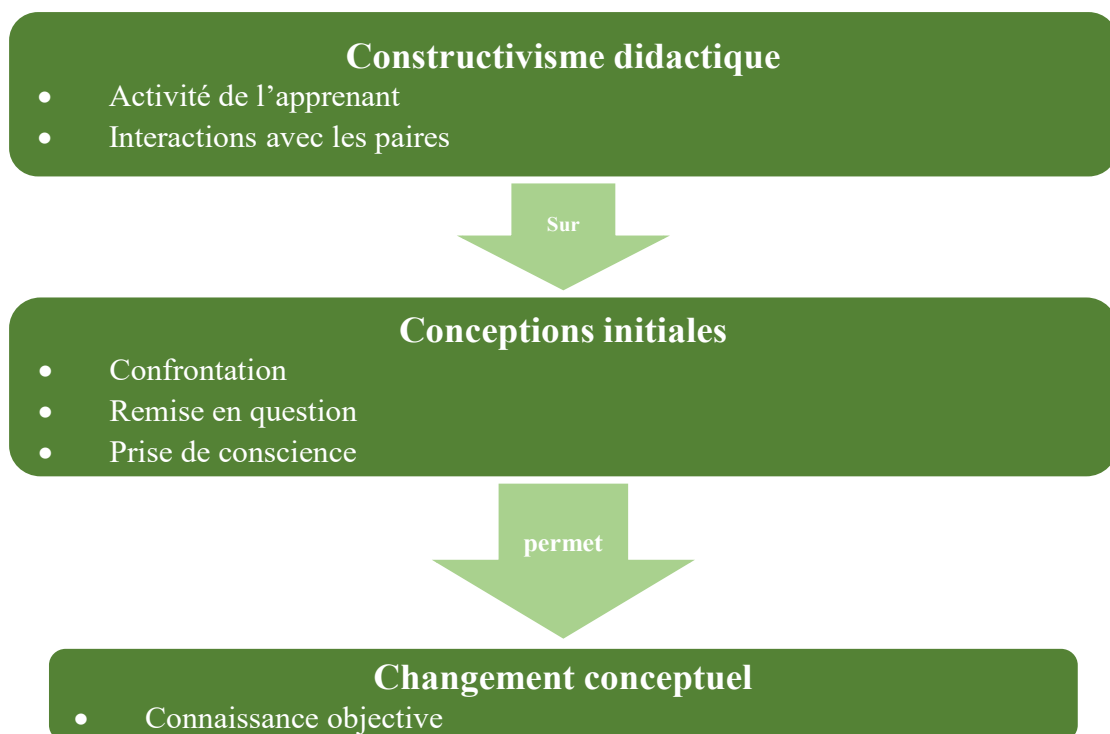 Constructivisme didactique
• Activité de l’apprenant
• Interactions avec les paires
Sur
Conceptions initiales
• Confrontation
• Remise en question
• Prise de conscience
permet
Changement conceptuel
• Connaissance objective